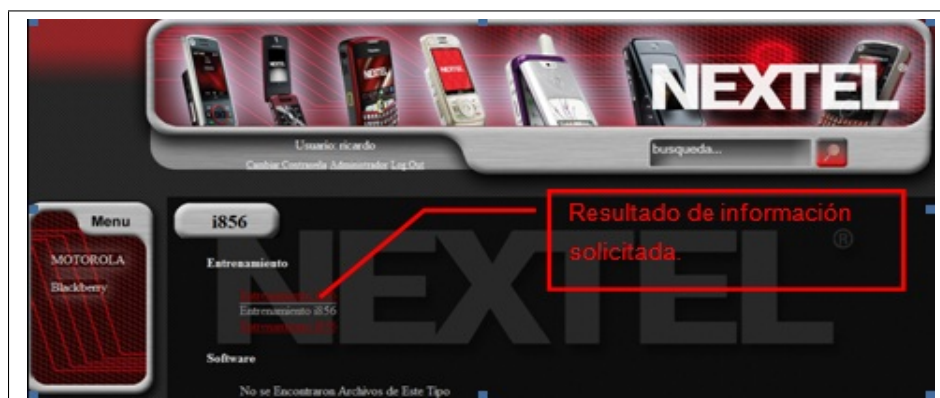 NEXTEL
Usuario: ricardo
busqueda...
Cambiar Contraseña Administrador Log Out
Menu
MOTOROLA
Blackberry
i856
Resultado de información
solicitada.
NEXTEL®
Entrenamiento
Entrenamiento i856
Software
No se Encontraron Archivos de Este Tipo